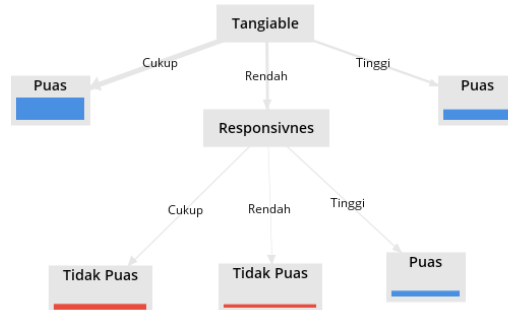 Tangiable
Cukup
Rendah
Tinggi
Puas
Puas
Responsivnes
Cukup
Rendah
Tinggi
Tidak Puas
Tidak Puas
Puas